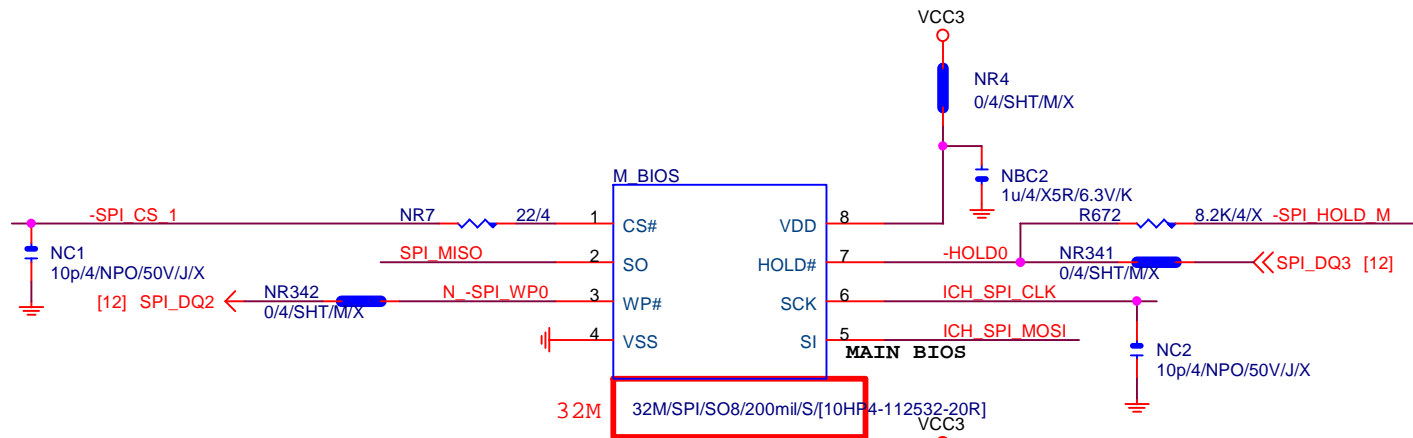 VCC3
NR4
0/4/SHT/M/X
M_BIOS
NBC2
1u/4/X5R/6.3V/K
-SPI_CS_1
NR7
22/4
1
CS#
VDD
8
R672
8.2K/4/X
-SPI_HOLD_M
NC1
10p/4/NPO/50V/J/X
SPI_MISO
2
SO
HOLD#
7
-HOLD0
NR341
0/4/SHT/M/X
SPI_DQ3 [12]
[12] SPI_DQ2
NR342
0/4/SHT/M/X
N_-SPI_WP0
3
WP#
SCK
6
ICH_SPI_CLK
4
VSS
SI
5
ICH_SPI_MOSI
MAIN BIOS
NC2
10p/4/NPO/50V/J/X
32M
32M/SPI/SO8/200mil/S/[10HP4-112532-20R]
VCC3